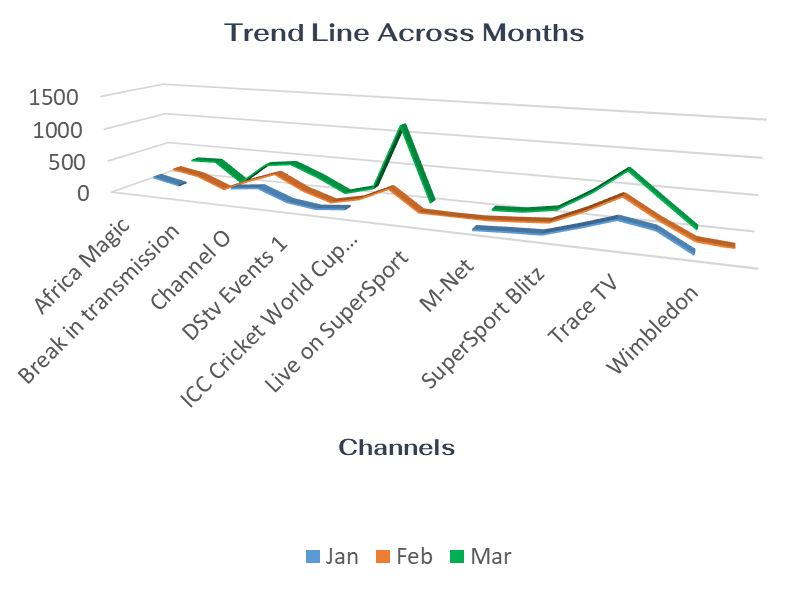 Trend Line Across Months
1500
1000
500
0
Africa Magic
Break in transmission
Channel O
DStv Events 1
ICC Cricket World Cup...
Live on SuperSport
M-Net
SuperSport Blitz
Trace TV
Wimbledon
Channels
Jan Feb Mar